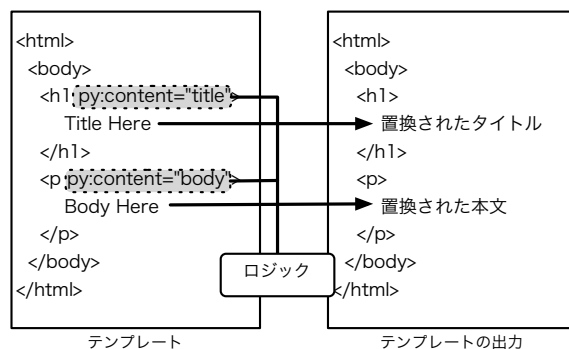 <html>
<body>
<h1 py:content="title">
Title Here
</h1>
<p py:content="body">
Body Here
</p>
</body>
</html>
テンプレート
ロジック
<html>
<body>
<h1>
置換されたタイトル
</h1>
<p>
置換された本文
</p>
</body>
</html>
テンプレートの出力